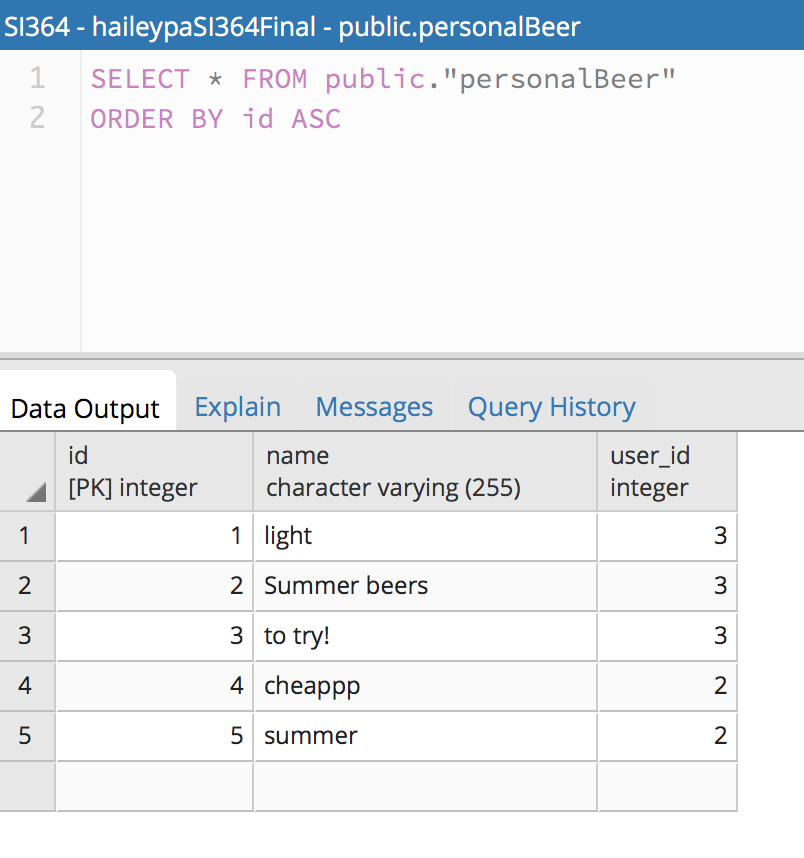 SI364 - haileypaSI364Final - public.personalBeer
1 SELECT * FROM public."personalBeer"
2 ORDER BY id ASC
Data Output Explain Messages Query History
id name user_id
[PK] integer character varying (255) integer
1 1 light 3
2 2 Summer beers 3
3 3 to try! 3
4 4 cheappp 2
5 5 summer 2